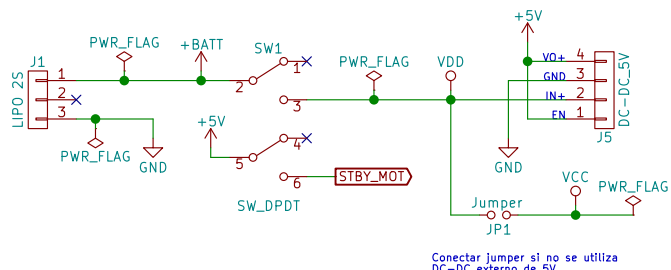 +5V
PWR_FLAG
+BATT
SW1
J1
1
2
3
LIPO 2S
PWR_FLAG
GND
2
1
3
+5V
4
5
6
STBY_MOT
SW_DPDT
PWR_FLAG
VDD
VO+ 4
GND 3
IN+ 2
EN 1
DC-DC_5V
J5
GND
Jumper
JP1
VCC
PWR_FLAG
Conectar jumper si no se utiliza
DC-DC externo de 5V